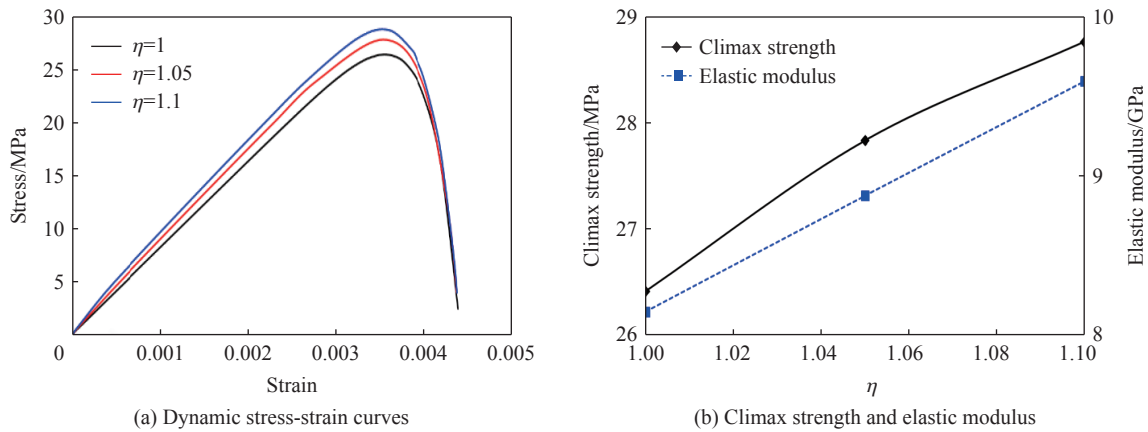 30
25
20
15
10
5
0
0.001
0.002
0.003
0.004
0.005
Stress/MPa
Strain
η=1
η=1.05
η=1.1
(a) Dynamic stress-strain curves
29
28
27
26
1.00
1.02
1.04
1.06
1.08
1.10
10
9
8
Climax strength/MPa
Elastic modulus/GPa
η
Climax strength
Elastic modulus
(b) Climax strength and elastic modulus